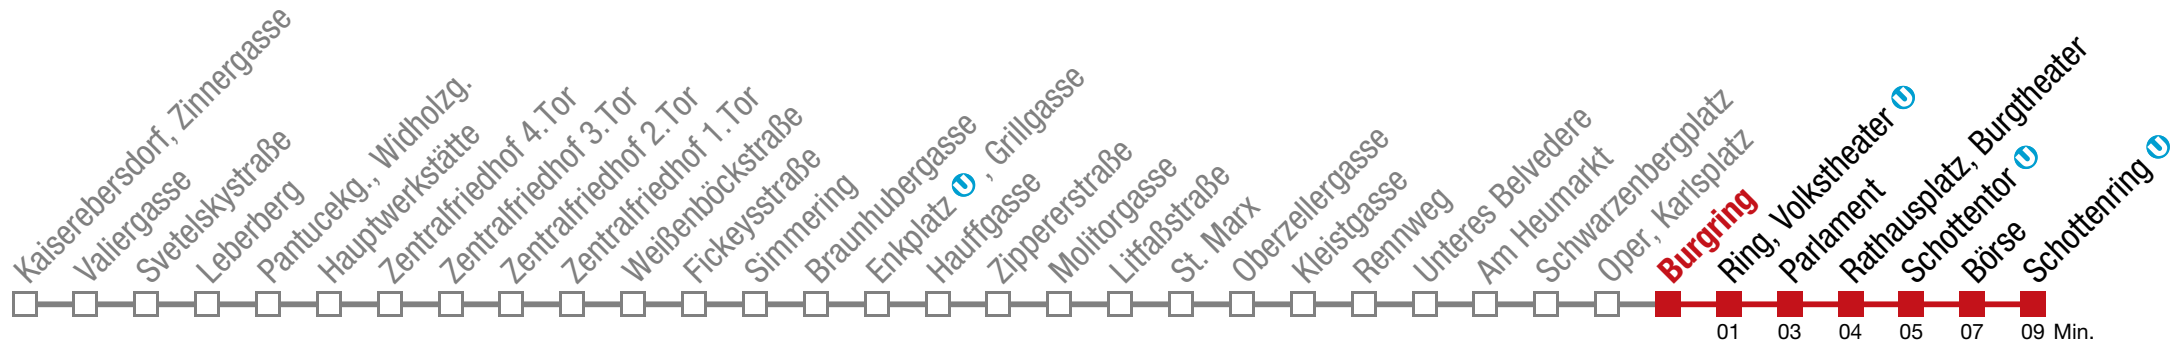 Kaiserebersdorf, Zinnergasse
Valiergasse
Svetelskystraße
Leberberg
Pantucekg., Widholzg.
Hauptwerkstätte
Zentralfriedhof 4.Tor
Zentralfriedhof 3.Tor
Zentralfriedhof 2.Tor
Zentralfriedhof 1.Tor
Weißenböckstraße
Fickeysstraße
Simmering
Braunhubergasse
Enkplatz U, Grillgasse
Hauffgasse
Zippererstraße
Molitorgasse
Litfaßstraße
St. Marx
Oberzellergasse
Kleistgasse
Rennweg
Unteres Belvedere
Am Heumarkt
Schwarzenbergplatz
Oper, Karlsplatz
Burgring
Ring, Volkstheater U
Parlament
Rathausplatz, Burgtheater
Schottentor U
Börse
Schottenring U
01 03 04 05 07 09 Min.